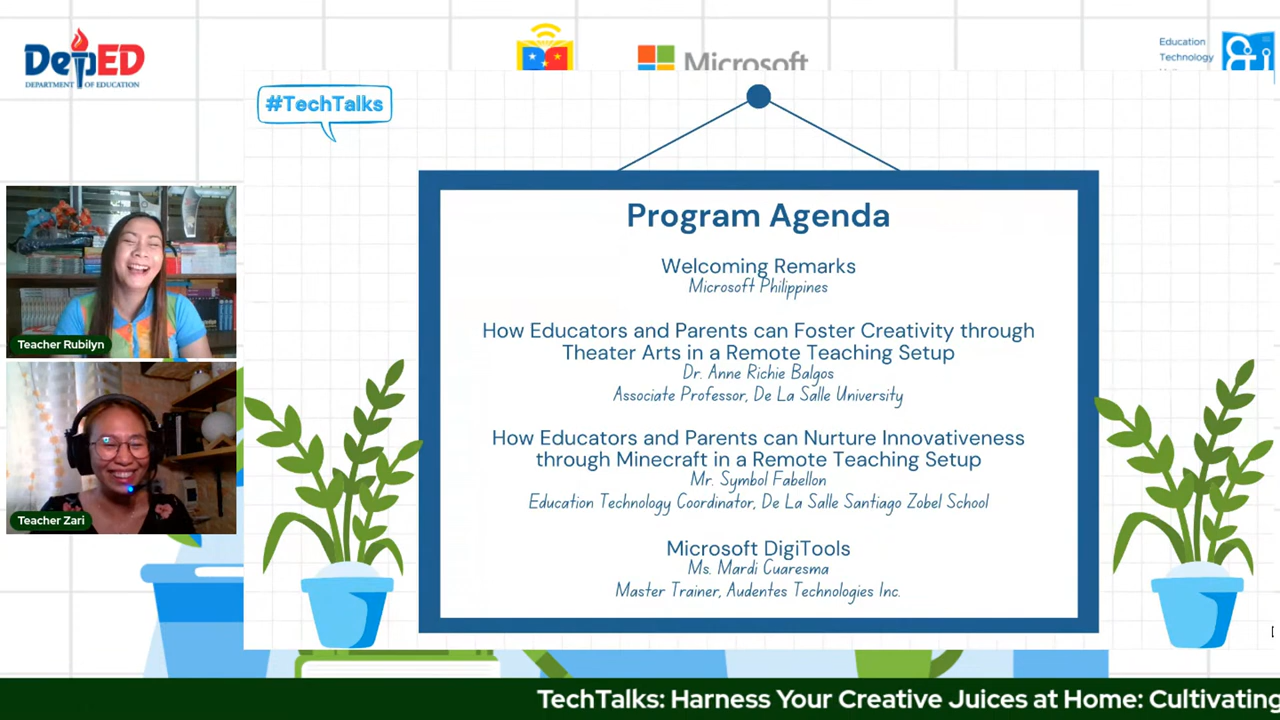 DepED
DEPARTMENT OF EDUCATION
Microsoft
Education
Technology
#TechTalks
Program Agenda
Welcoming Remarks
Microsoft Philippines
How Educators and Parents can Foster Creativity through
Theater Arts in a Remote Teaching Setup
Dr. Anne Richie Balgos
Associate Professor, De La Salle University
How Educators and Parents can Nurture Innovativeness
through Minecraft in a Remote Teaching Setup
Mr. Symbol Fabellon
Education Technology Coordinator, De La Salle Santiago Zobel School
Microsoft DigiTools
Ms. Mardi Cuaresma
Master Trainer, Audentes Technologies Inc.
Teacher Rubilyn
Teacher Zari
TechTalks: Harness Your Creative Juices at Home: Cultivating